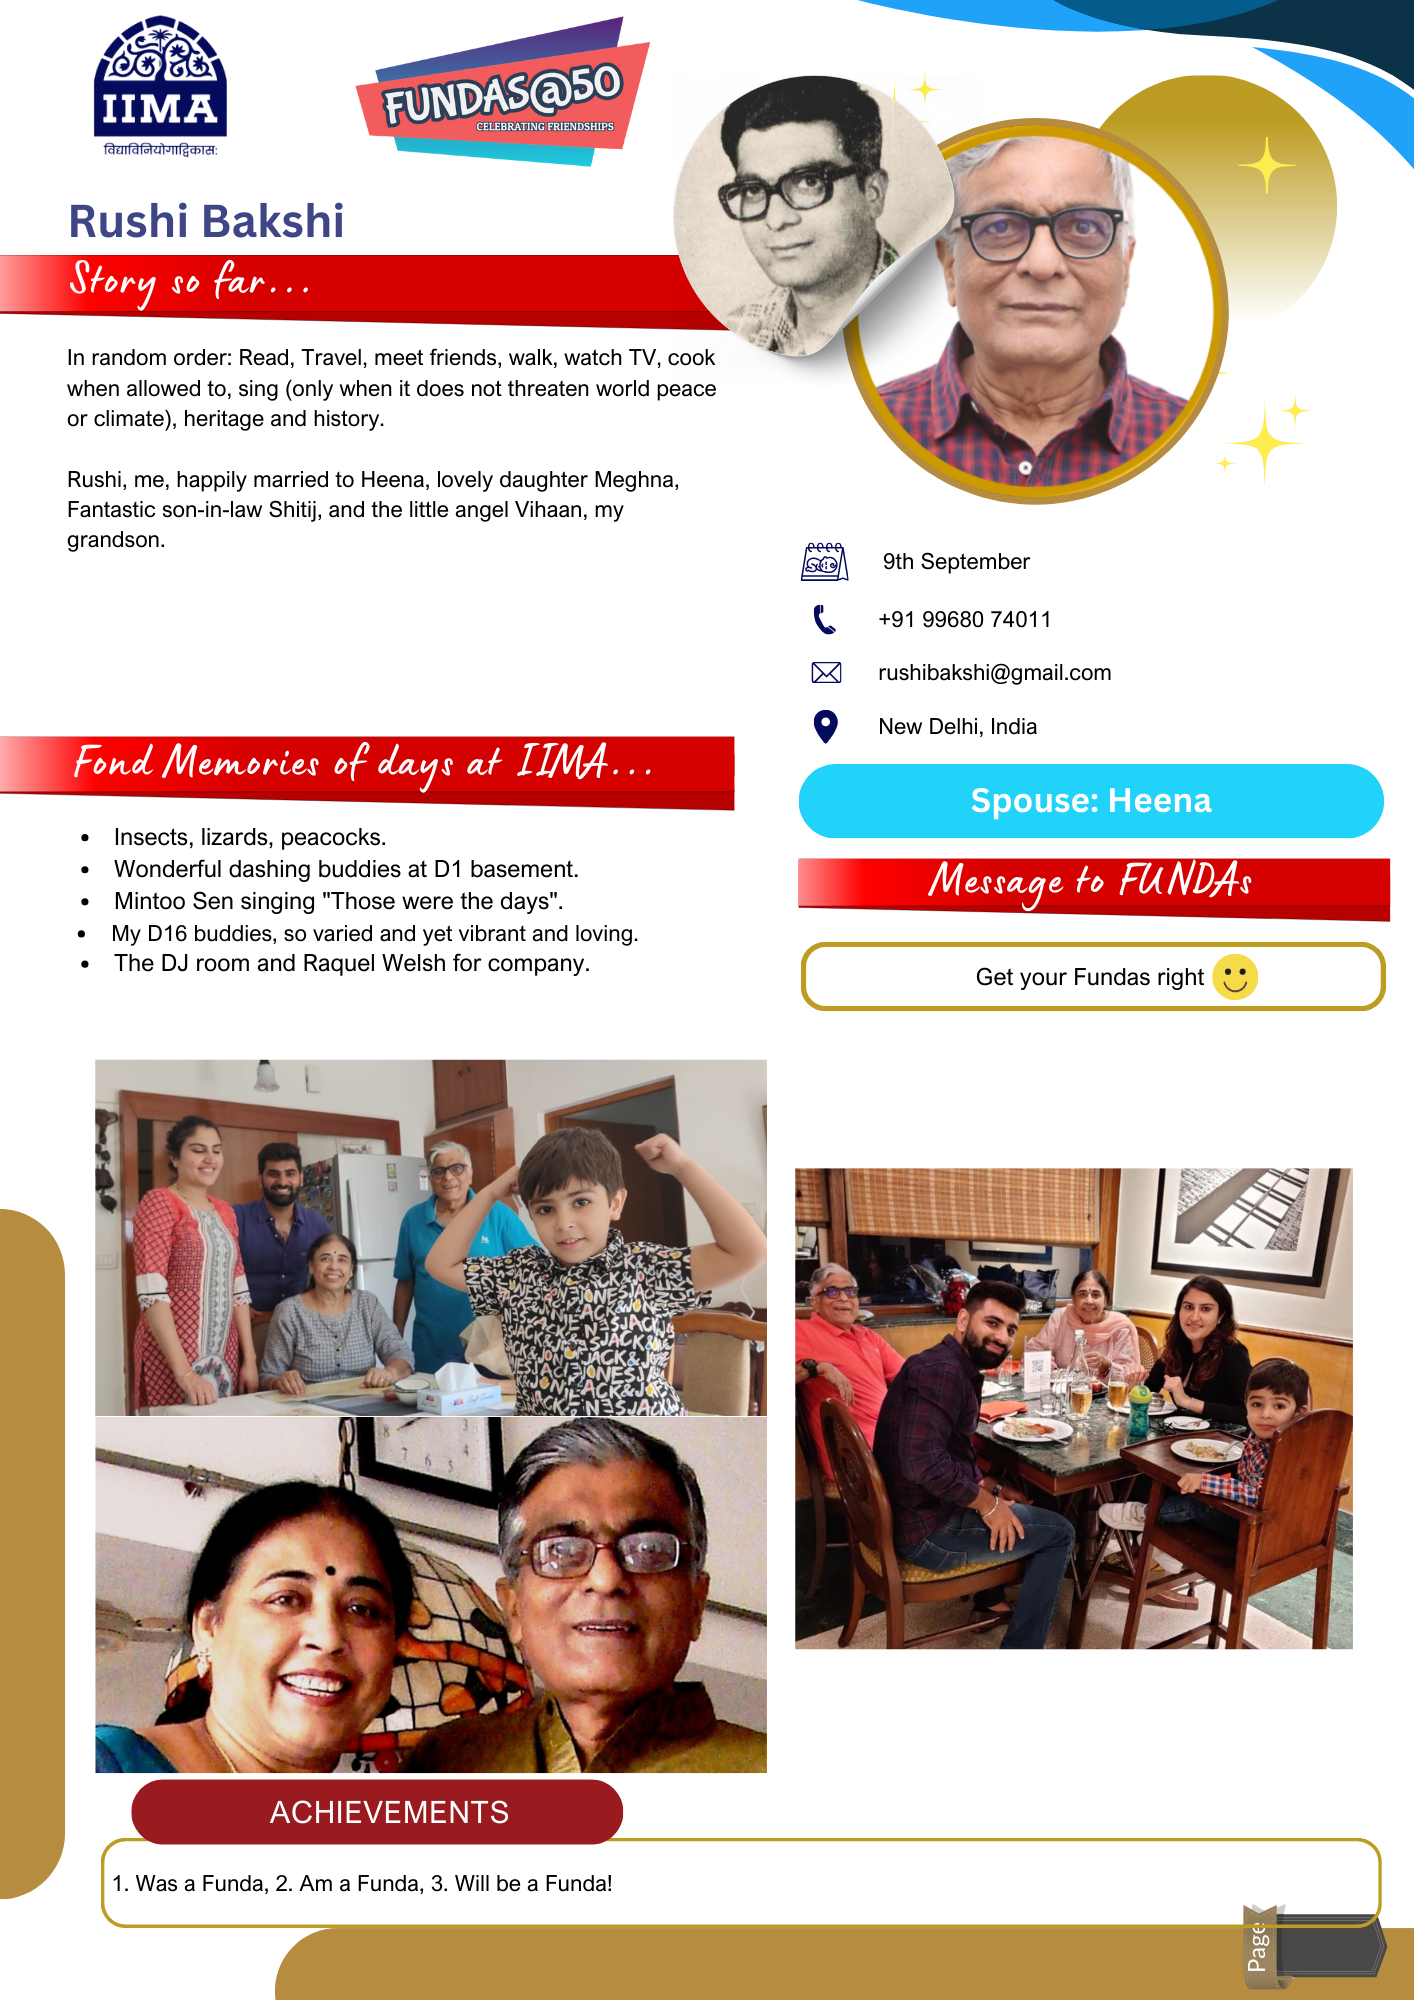 IIMA
विद्याविनियोगाद्विकास:
FUNDAS@50
CELEBRATING FRIENDSHIPS
Rushi Bakshi
Story so far...
In random order: Read, Travel, meet friends, walk, watch TV, cook
when allowed to, sing (only when it does not threaten world peace
or climate), heritage and history.
Rushi, me, happily married to Heena, lovely daughter Meghna,
Fantastic son-in-law Shitij, and the little angel Vihaan, my
grandson.
9th September
+91 99680 74011
rushibakshi@gmail.com
New Delhi, India
Spouse: Heena
Fond Memories of days at IIMA...
• Insects, lizards, peacocks.
• Wonderful dashing buddies at D1 basement.
• Mintoo Sen singing "Those were the days".
• My D16 buddies, so varied and yet vibrant and loving.
• The DJ room and Raquel Welsh for company.
Message to FUNDAs
Get your Fundas right
ACHIEVEMENTS
1. Was a Funda, 2. Am a Funda, 3. Will be a Funda!
Page